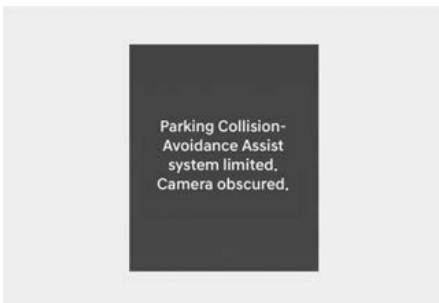 Parking Collision-
Avoidance Assist
system limited.
Camera obscured.